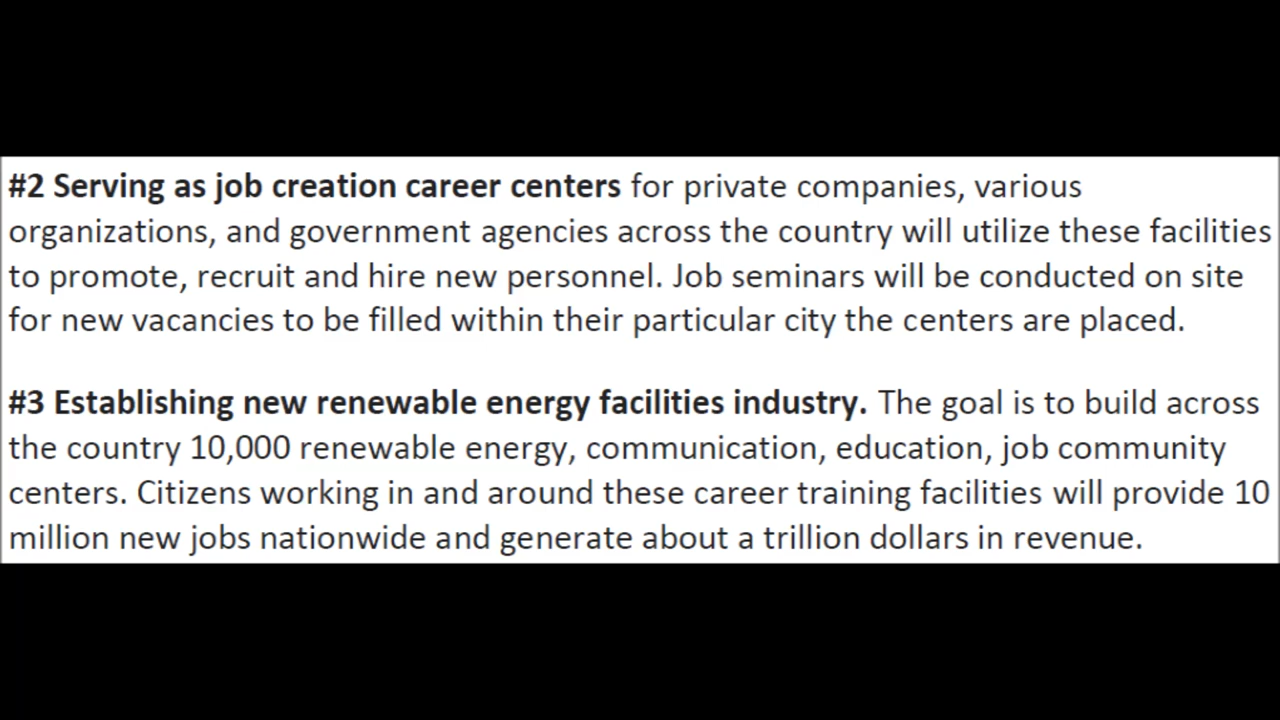 #2 Serving as job creation career centers for private companies, various
organizations, and government agencies across the country will utilize these facilities
to promote, recruit and hire new personnel. Job seminars will be conducted on site
for new vacancies to be filled within their particular city the centers are placed.
#3 Establishing new renewable energy facilities industry. The goal is to build across
the country 10,000 renewable energy, communication, education, job community
centers. Citizens working in and around these career training facilities will provide 10
million new jobs nationwide and generate about a trillion dollars in revenue.